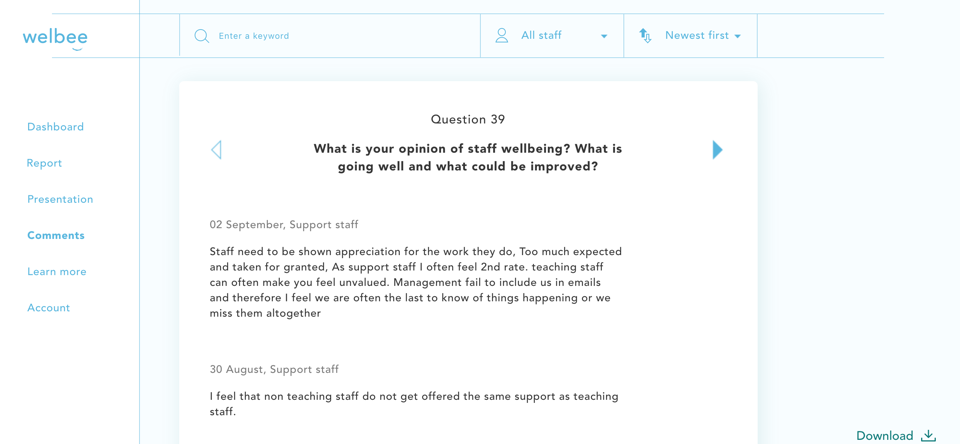 welbee
Enter a keyword
All staff
Newest first
Dashboard
Report
Presentation
Comments
Learn more
Account
Question 39
What is your opinion of staff wellbeing? What is
going well and what could be improved?
02 September, Support staff
Staff need to be shown appreciation for the work they do, Too much expected
and taken for granted, As support staff I often feel 2nd rate. teaching staff
can often make you feel unvalued. Management fail to include us in emails
and therefore I feel we are often the last to know of things happening or we
miss them altogether
30 August, Support staff
I feel that non teaching staff do not get offered the same support as teaching
staff.
Download